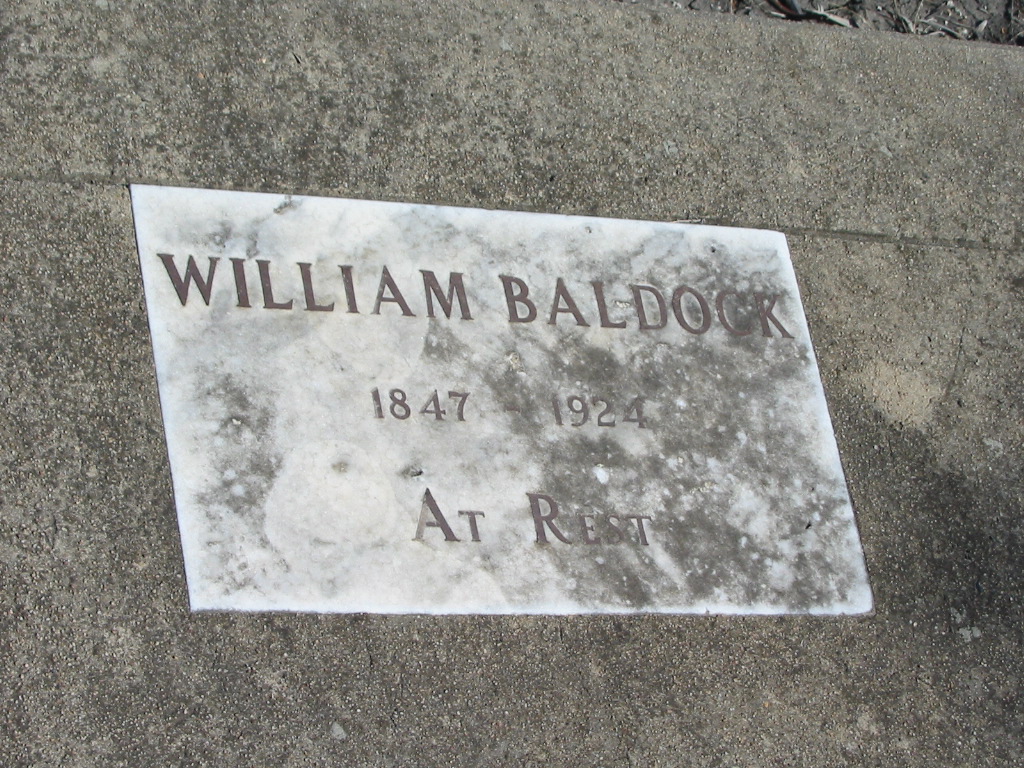 WILLIAM BALDOCK
1847 - 1924
AT REST